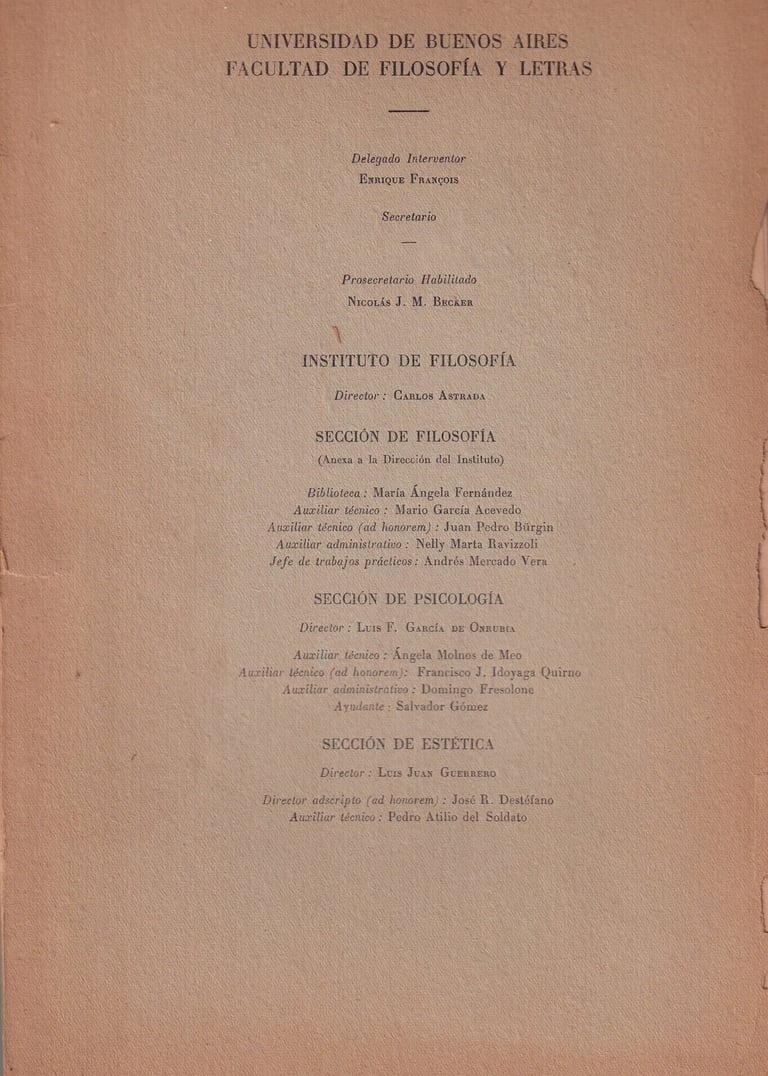 UNIVERSIDAD DE BUENOS AIRES
FACULTAD DE FILOSOFÍA Y LETRAS
Delegado Interventor
ENRIQUE FRANÇOIS
Secretario
—
Prosecretario Habilitado
NICOLÁS J. M. BECKER
INSTITUTO DE FILOSOFÍA
Director : CARLOS ASTRADA
SECCIÓN DE FILOSOFÍA
(Anexa a la Dirección del Instituto)
Biblioteca : María Ángela Fernández
Auxiliar técnico : Mario García Acevedo
Auxiliar técnico (ad honorem) : Juan Pedro Bürgin
Auxiliar administrativo : Nelly Marta Ravizzoli
Jefe de trabajos prácticos : Andrés Mercado Vera
SECCIÓN DE PSICOLOGÍA
Director : LUIS F. GARCÍA DE ONRUBIA
Auxiliar técnico : Ángela Molnos de Meo
Auxiliar técnico (ad honorem): Francisco J. Idoyaga Quirno
Auxiliar administrativo : Domingo Fresolone
Ayudante : Salvador Gómez
SECCIÓN DE ESTÉTICA
Director : LUIS JUAN GUERRERO
Director adscripto (ad honorem) : José R. Destéfano
Auxiliar técnico : Pedro Atilio del Soldato